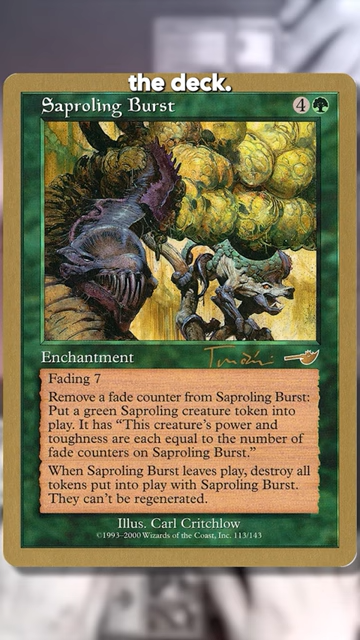 the deck.
Saproling Burst 4
Enchantment
Fading 7
Remove a fade counter from Saproling Burst:
Put a green Saproling creature token into
play. It has “This creature’s power and
toughness are each equal to the number of
fade counters on Saproling Burst.”
When Saproling Burst leaves play, destroy all
tokens put into play with Saproling Burst.
They can’t be regenerated.
Illus. Carl Critchlow
©1993–2000 Wizards of the Coast, Inc. 113/143